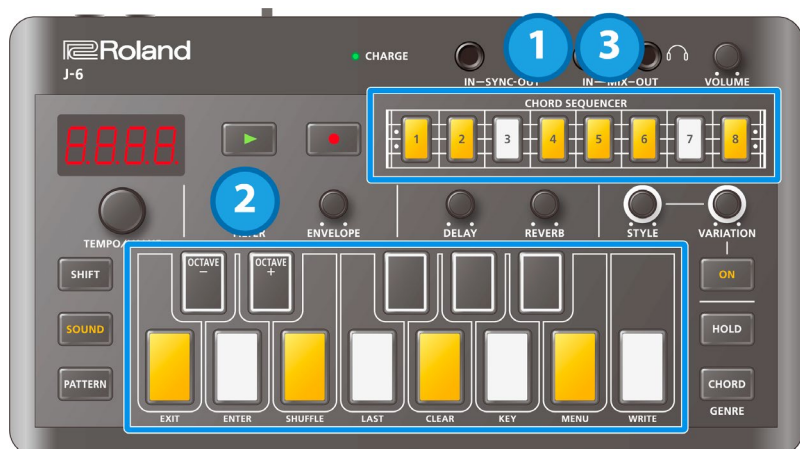 Roland
J-6
CHARGE
1
3
IN-SYNC-OUT
IN-MIX-OUT
VOLUME
CHORD SEQUENCER
8.8.8.8.
1 2 3 4 5 6 7 8
2
ENVELOPE
DELAY
REVERB
STYLE
VARIATION
SHIFT
OCTAVE
-
OCTAVE
+
ON
SOUND
HOLD
PATTERN
CHORD
EXIT
ENTER
SHUFFLE
LAST
CLEAR
KEY
MENU
WRITE
GENRE